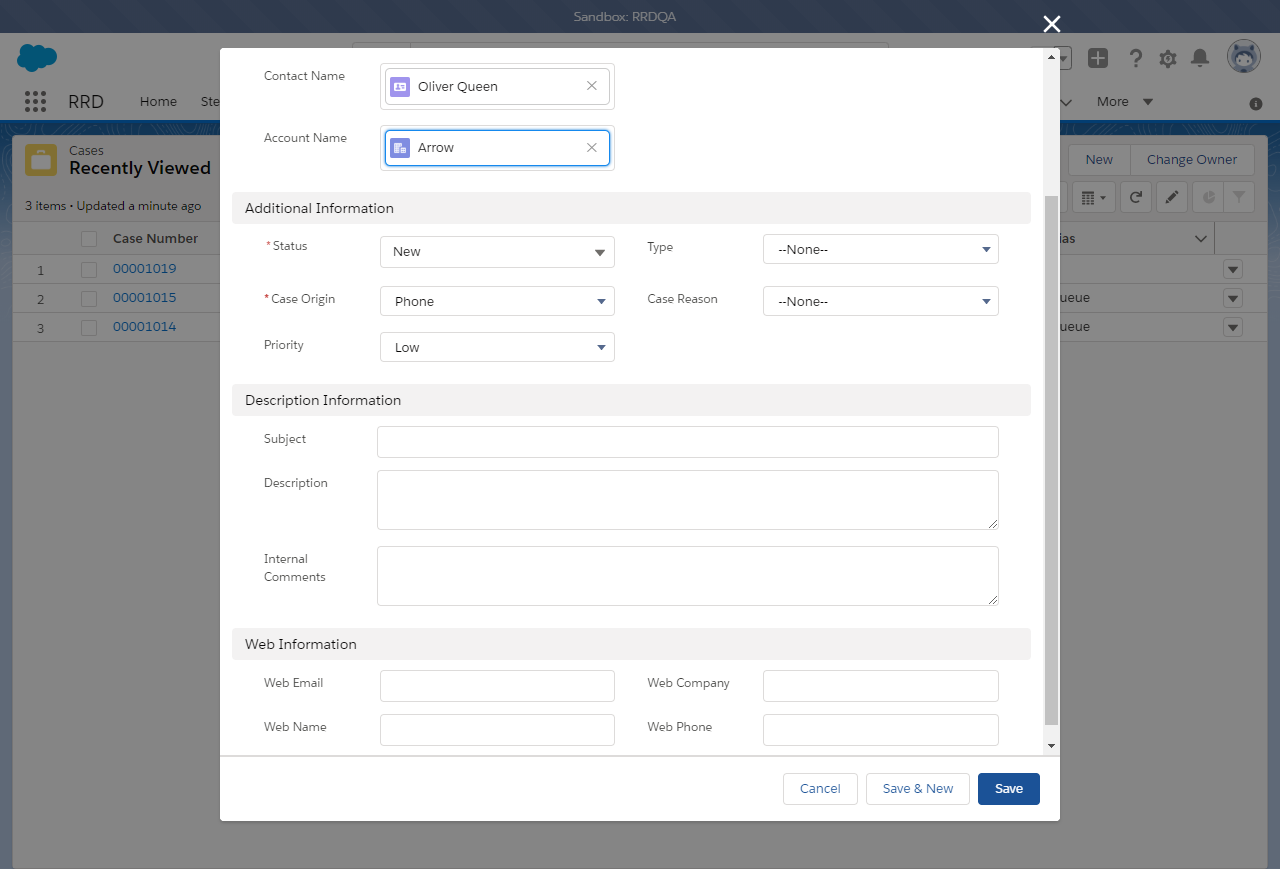 Sandbox: RRDQA
RRD
Home
Ste
More
Cases
Recently Viewed
New
Change Owner
3 items • Updated a minute ago
Case Number
ias
1
00001019
2
00001015
ueue
3
00001014
ueue
Contact Name
Oliver Queen
Account Name
Arrow
Additional Information
*Status
New
Type
--None--
*Case Origin
Phone
Case Reason
--None--
Priority
Low
Description Information
Subject
Description
Internal
Comments
Web Information
Web Email
Web Company
Web Name
Web Phone
Cancel
Save & New
Save